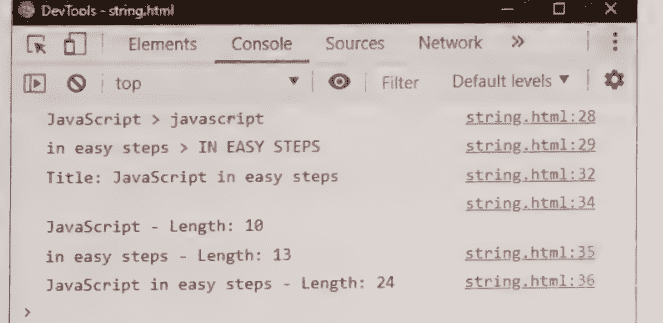 DevTools - string.html
Elements Console Sources Network »
top Filter Default levels ▼
JavaScript > javascript string.html:28
in easy steps > IN EASY STEPS string.html:29
Title: JavaScript in easy steps string.html:32
string.html:34
JavaScript - Length: 10
in easy steps - Length: 13 string.html:35
JavaScript in easy steps - Length: 24 string.html:36
>